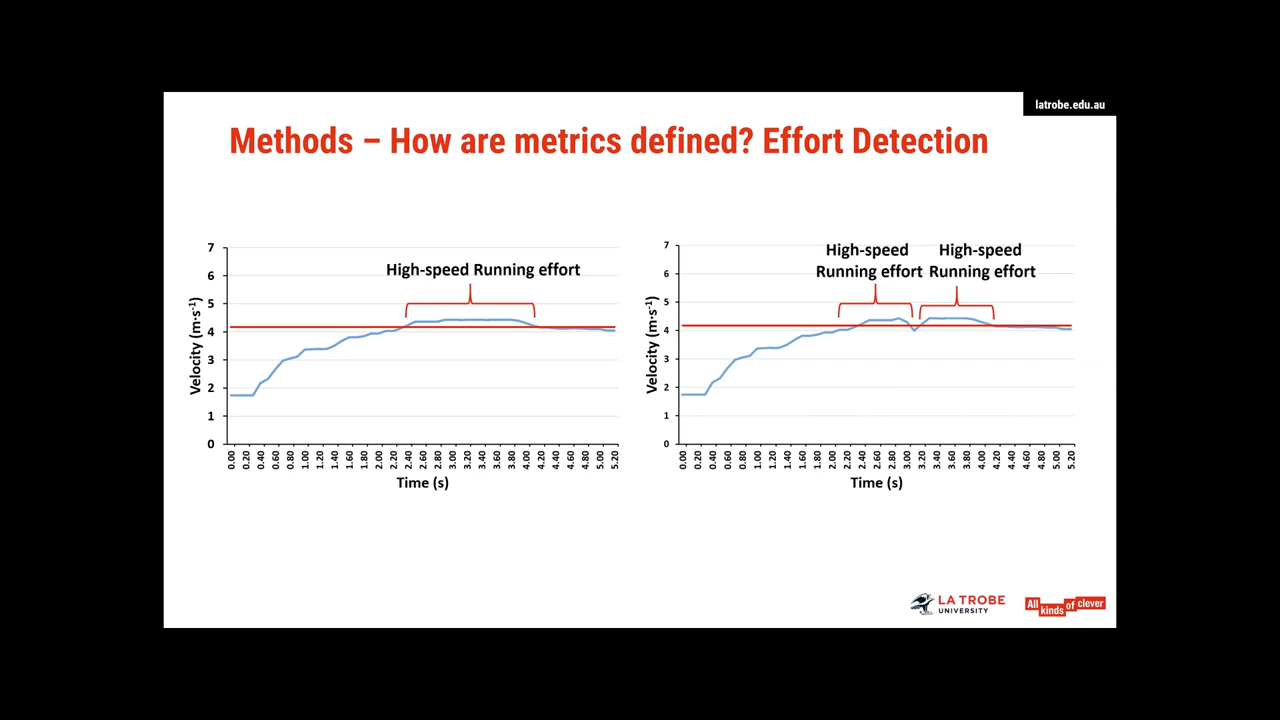 latrobe.edu.au
Methods – How are metrics defined? Effort Detection
7
6
5
4
3
2
1
0
Velocity (m·s⁻¹)
High-speed Running effort
0.00 0.20 0.40 0.60 0.80 1.00 1.20 1.40 1.60 1.80 2.00 2.20 2.40 2.60 2.80 3.00 3.20 3.40 3.60 3.80 4.00 4.20 4.40 4.60 4.80 5.00 5.20
Time (s)
7
6
5
4
3
2
1
0
Velocity (m·s⁻¹)
High-speed
Running effort
High-speed
Running effort
0.00 0.20 0.40 0.60 0.80 1.00 1.20 1.40 1.60 1.80 2.00 2.20 2.40 2.60 2.80 3.00 3.20 3.40 3.60 3.80 4.00 4.20 4.40 4.60 4.80 5.00 5.20
Time (s)
LA TROBE
UNIVERSITY
All kinds of clever